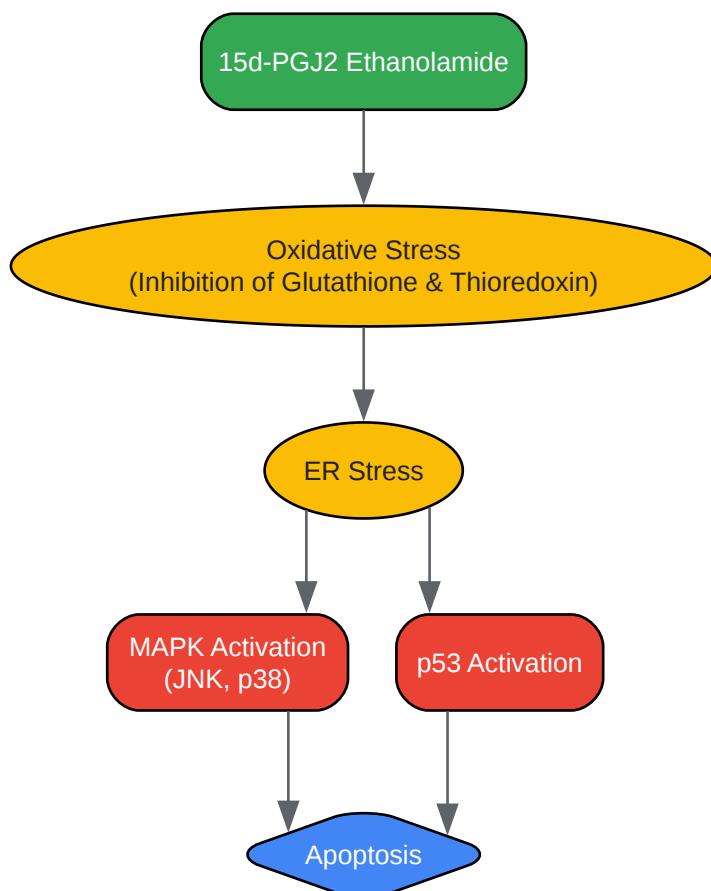 15d-PGJ2 Ethanolamide
Oxidative Stress
(Inhibition of Glutathione & Thioredoxin)
ER Stress
MAPK Activation
(JNK, p38)
p53 Activation
Apoptosis